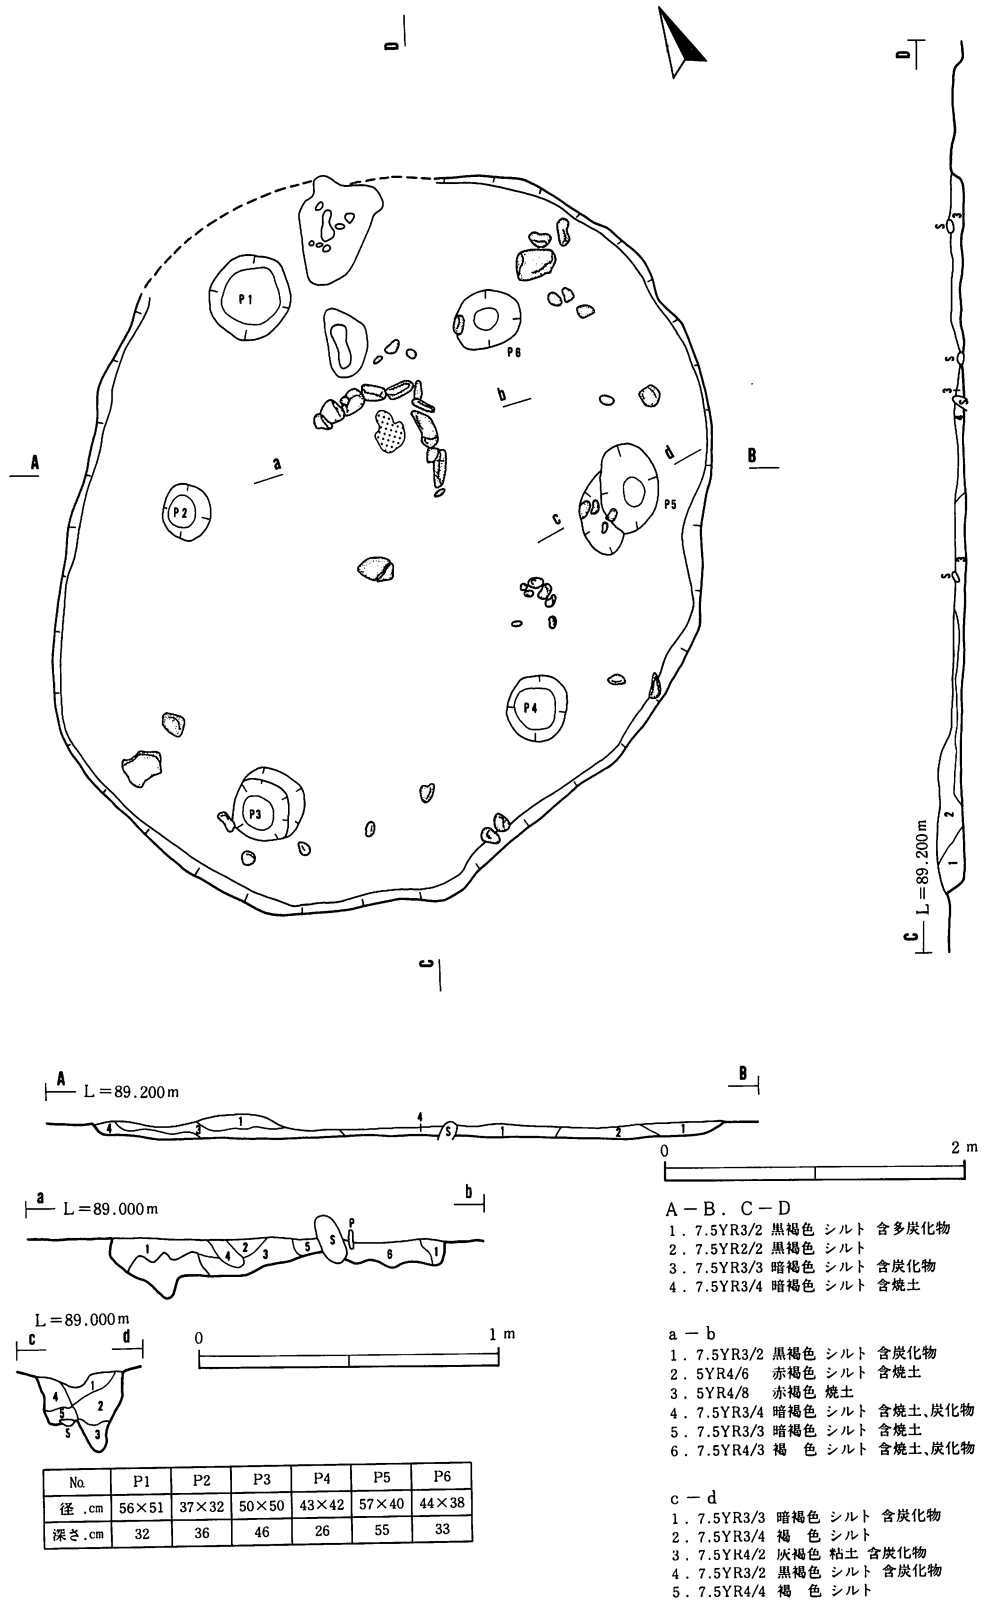 D
D
P1
P6
b
A
a
d
B
P2
c
P5
P4
P3
C
S
3
S
3
S
4
3
S
2
1
C L=89.200m
A L=89.200m B
4 3 1 4 S 1 2 1
0 2 m
a L=89.000m b
1 4 2 3 5 S P 6 1
L=89.000m
c d
4 1 2 5 S 3
0 1 m
No. P1 P2 P3 P4 P5 P6
径.cm 56×51 37×32 50×50 43×42 57×40 44×38
深さ.cm 32 36 46 26 55 33
A-B. C-D
1. 7.5YR3/2 黒褐色 シルト 含多炭化物
2. 7.5YR2/2 黒褐色 シルト
3. 7.5YR3/3 暗褐色 シルト 含炭化物
4. 7.5YR3/4 暗褐色 シルト 含焼土
a-b
1. 7.5YR3/2 黒褐色 シルト 含炭化物
2. 5YR4/6 赤褐色 シルト 含焼土
3. 5YR4/8 赤褐色 焼土
4. 7.5YR3/4 暗褐色 シルト 含焼土、炭化物
5. 7.5YR3/3 暗褐色 シルト 含焼土
6. 7.5YR4/3 褐 色 シルト 含焼土、炭化物
c-d
1. 7.5YR3/3 暗褐色 シルト 含炭化物
2. 7.5YR3/4 褐 色 シルト
3. 7.5YR4/2 灰褐色 粘土 含炭化物
4. 7.5YR3/2 黒褐色 シルト 含炭化物
5. 7.5YR4/4 褐 色 シルト